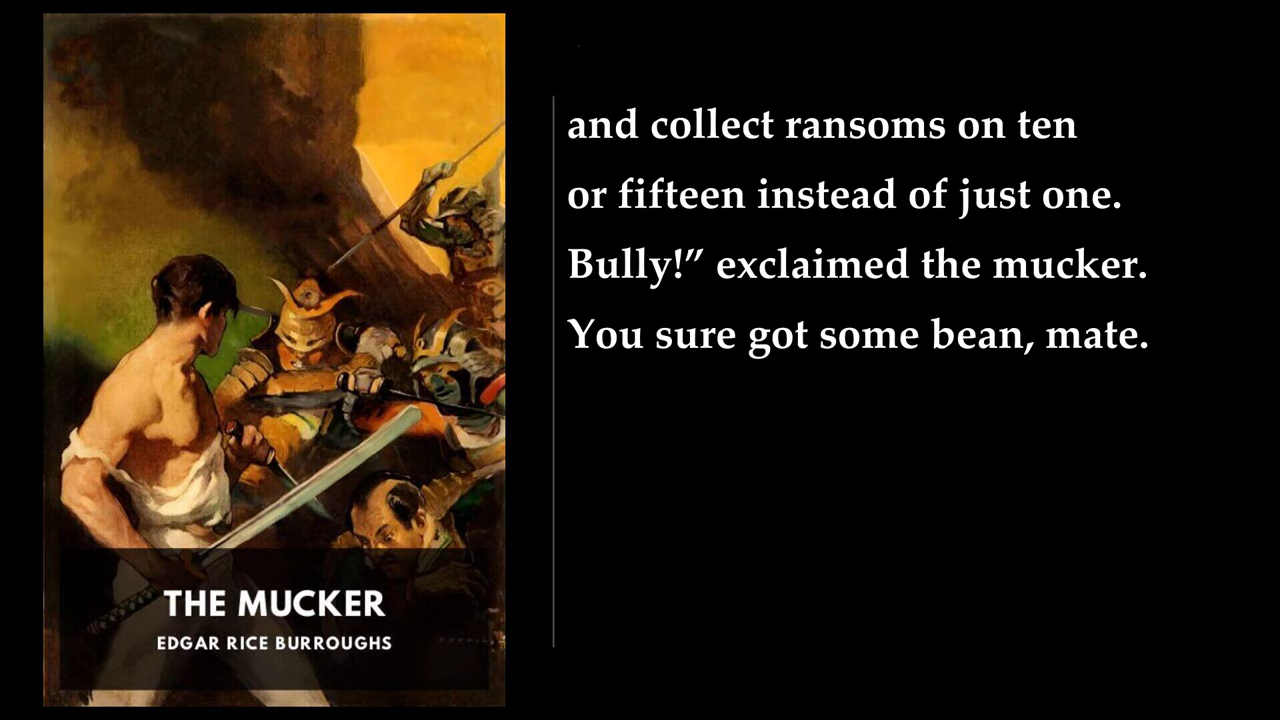 THE MUCKER
EDGAR RICE BURROUGHS
and collect ransoms on ten
or fifteen instead of just one.
Bully!” exclaimed the mucker.
You sure got some bean, mate.